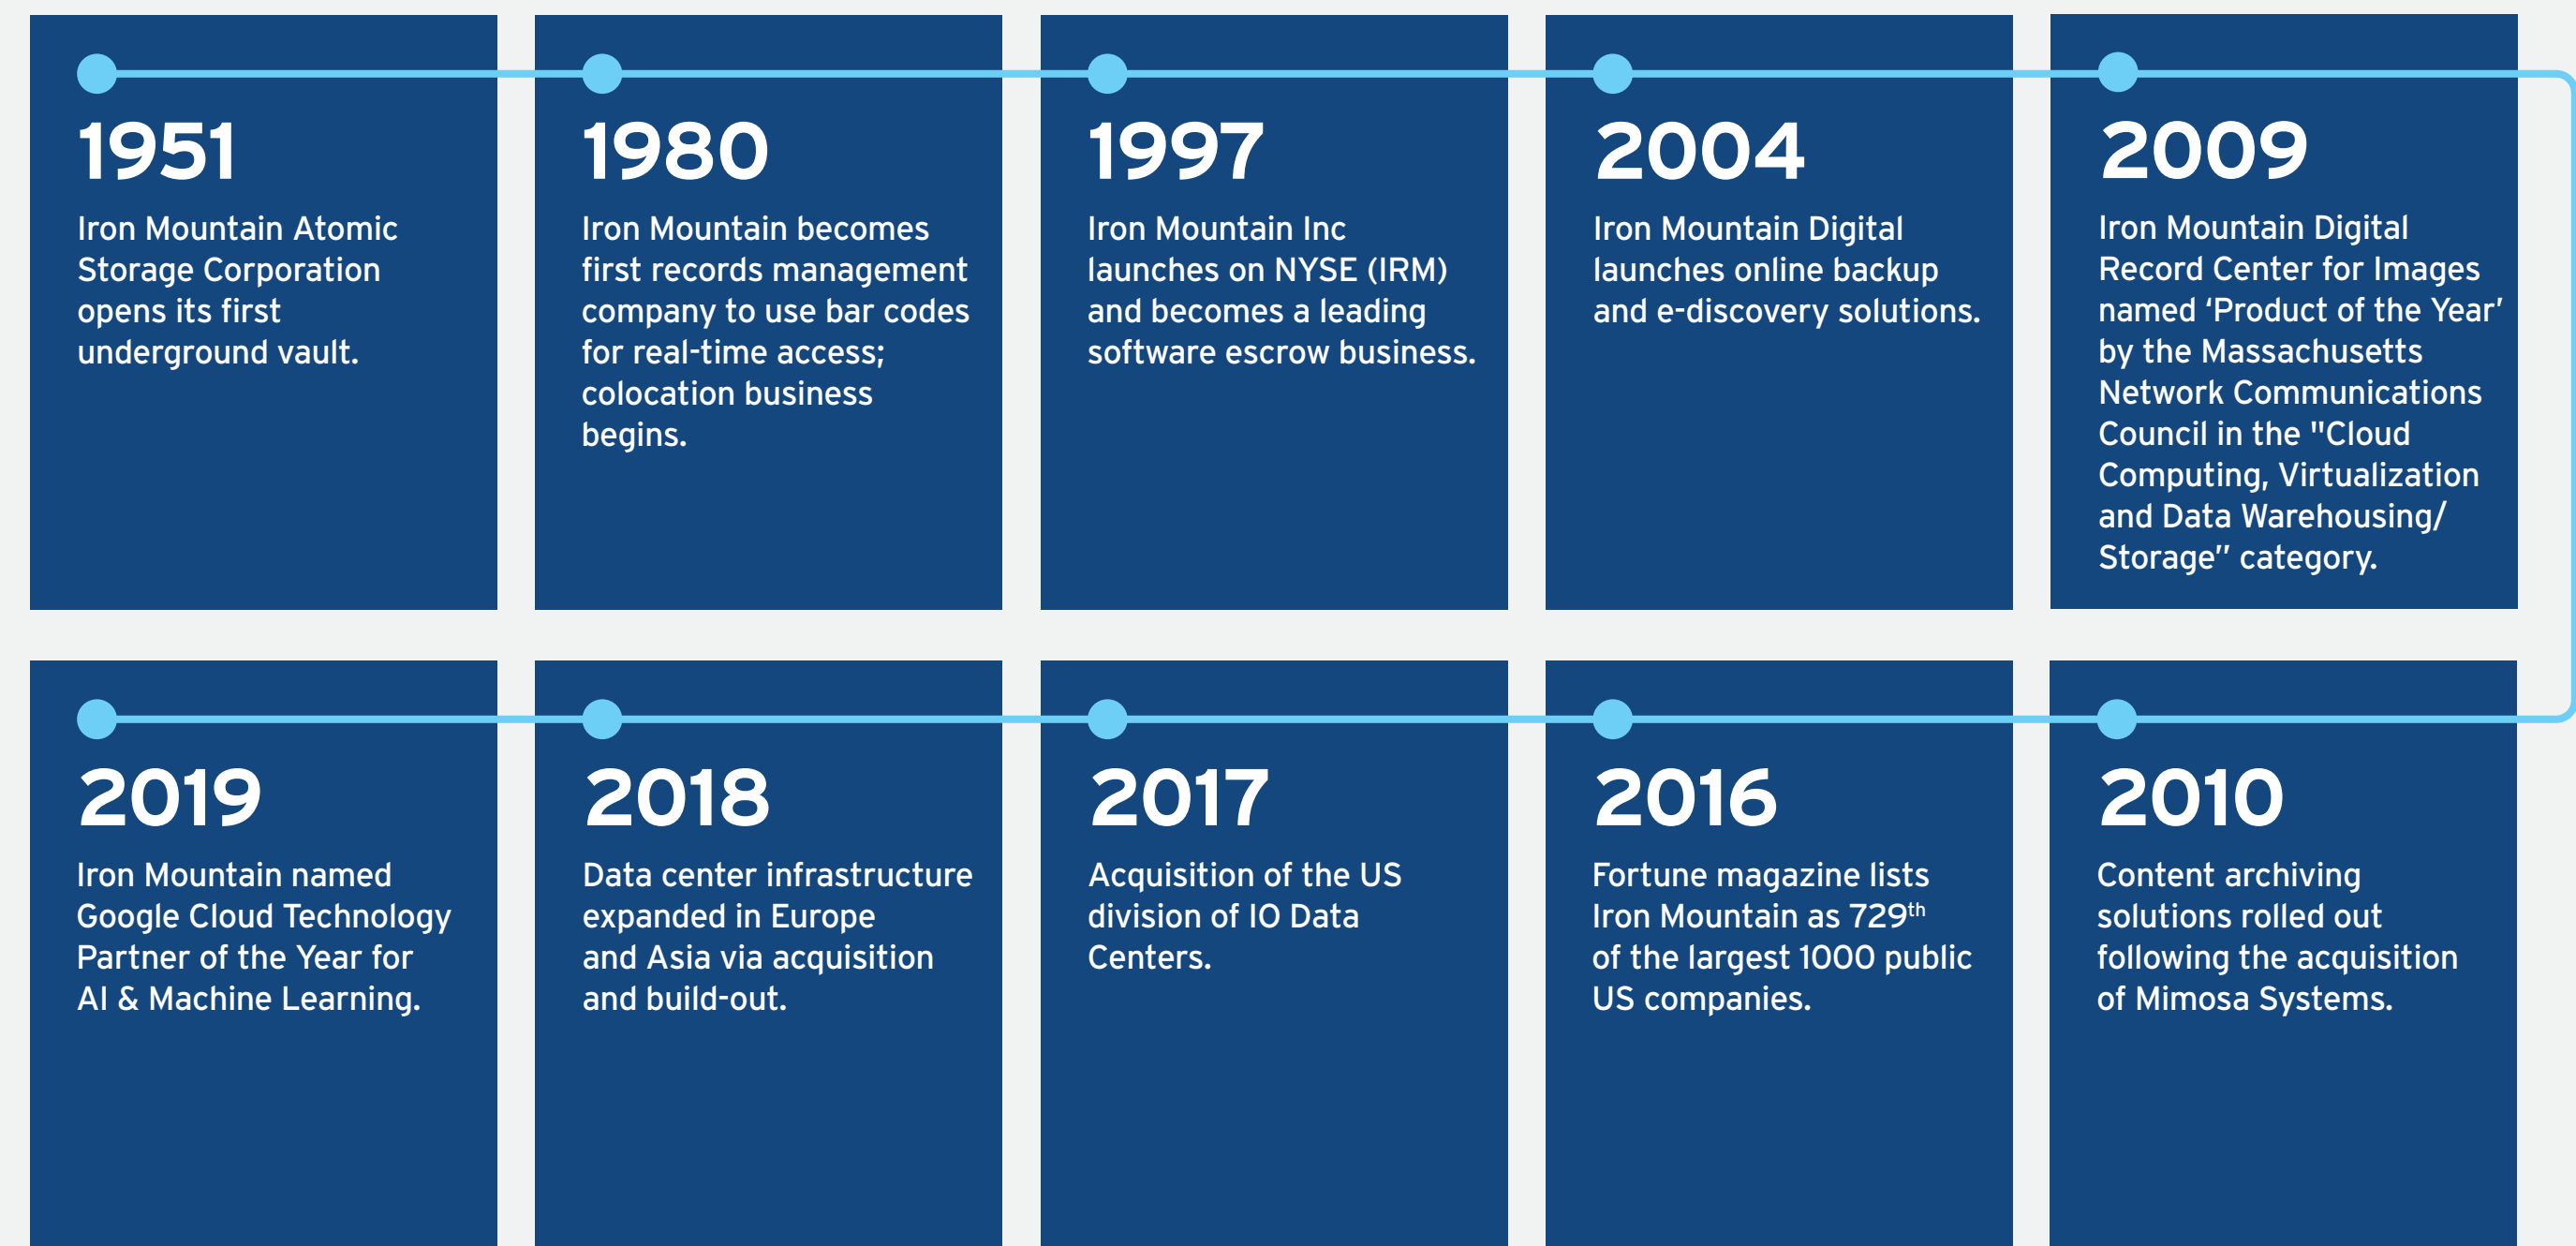 1951
Iron Mountain Atomic
Storage Corporation
opens its first
underground vault.
1980
Iron Mountain becomes
first records management
company to use bar codes
for real-time access;
colocation business
begins.
1997
Iron Mountain Inc
launches on NYSE (IRM)
and becomes a leading
software escrow business.
2004
Iron Mountain Digital
launches online backup
and e-discovery solutions.
2009
Iron Mountain Digital
Record Center for Images
named ‘Product of the Year’
by the Massachusetts
Network Communications
Council in the "Cloud
Computing, Virtualization
and Data Warehousing/
Storage” category.
2010
Content archiving
solutions rolled out
following the acquisition
of Mimosa Systems.
2016
Fortune magazine lists
Iron Mountain as 729th
of the largest 1000 public
US companies.
2017
Acquisition of the US
division of IO Data
Centers.
2018
Data center infrastructure
expanded in Europe
and Asia via acquisition
and build-out.
2019
Iron Mountain named
Google Cloud Technology
Partner of the Year for
AI & Machine Learning.